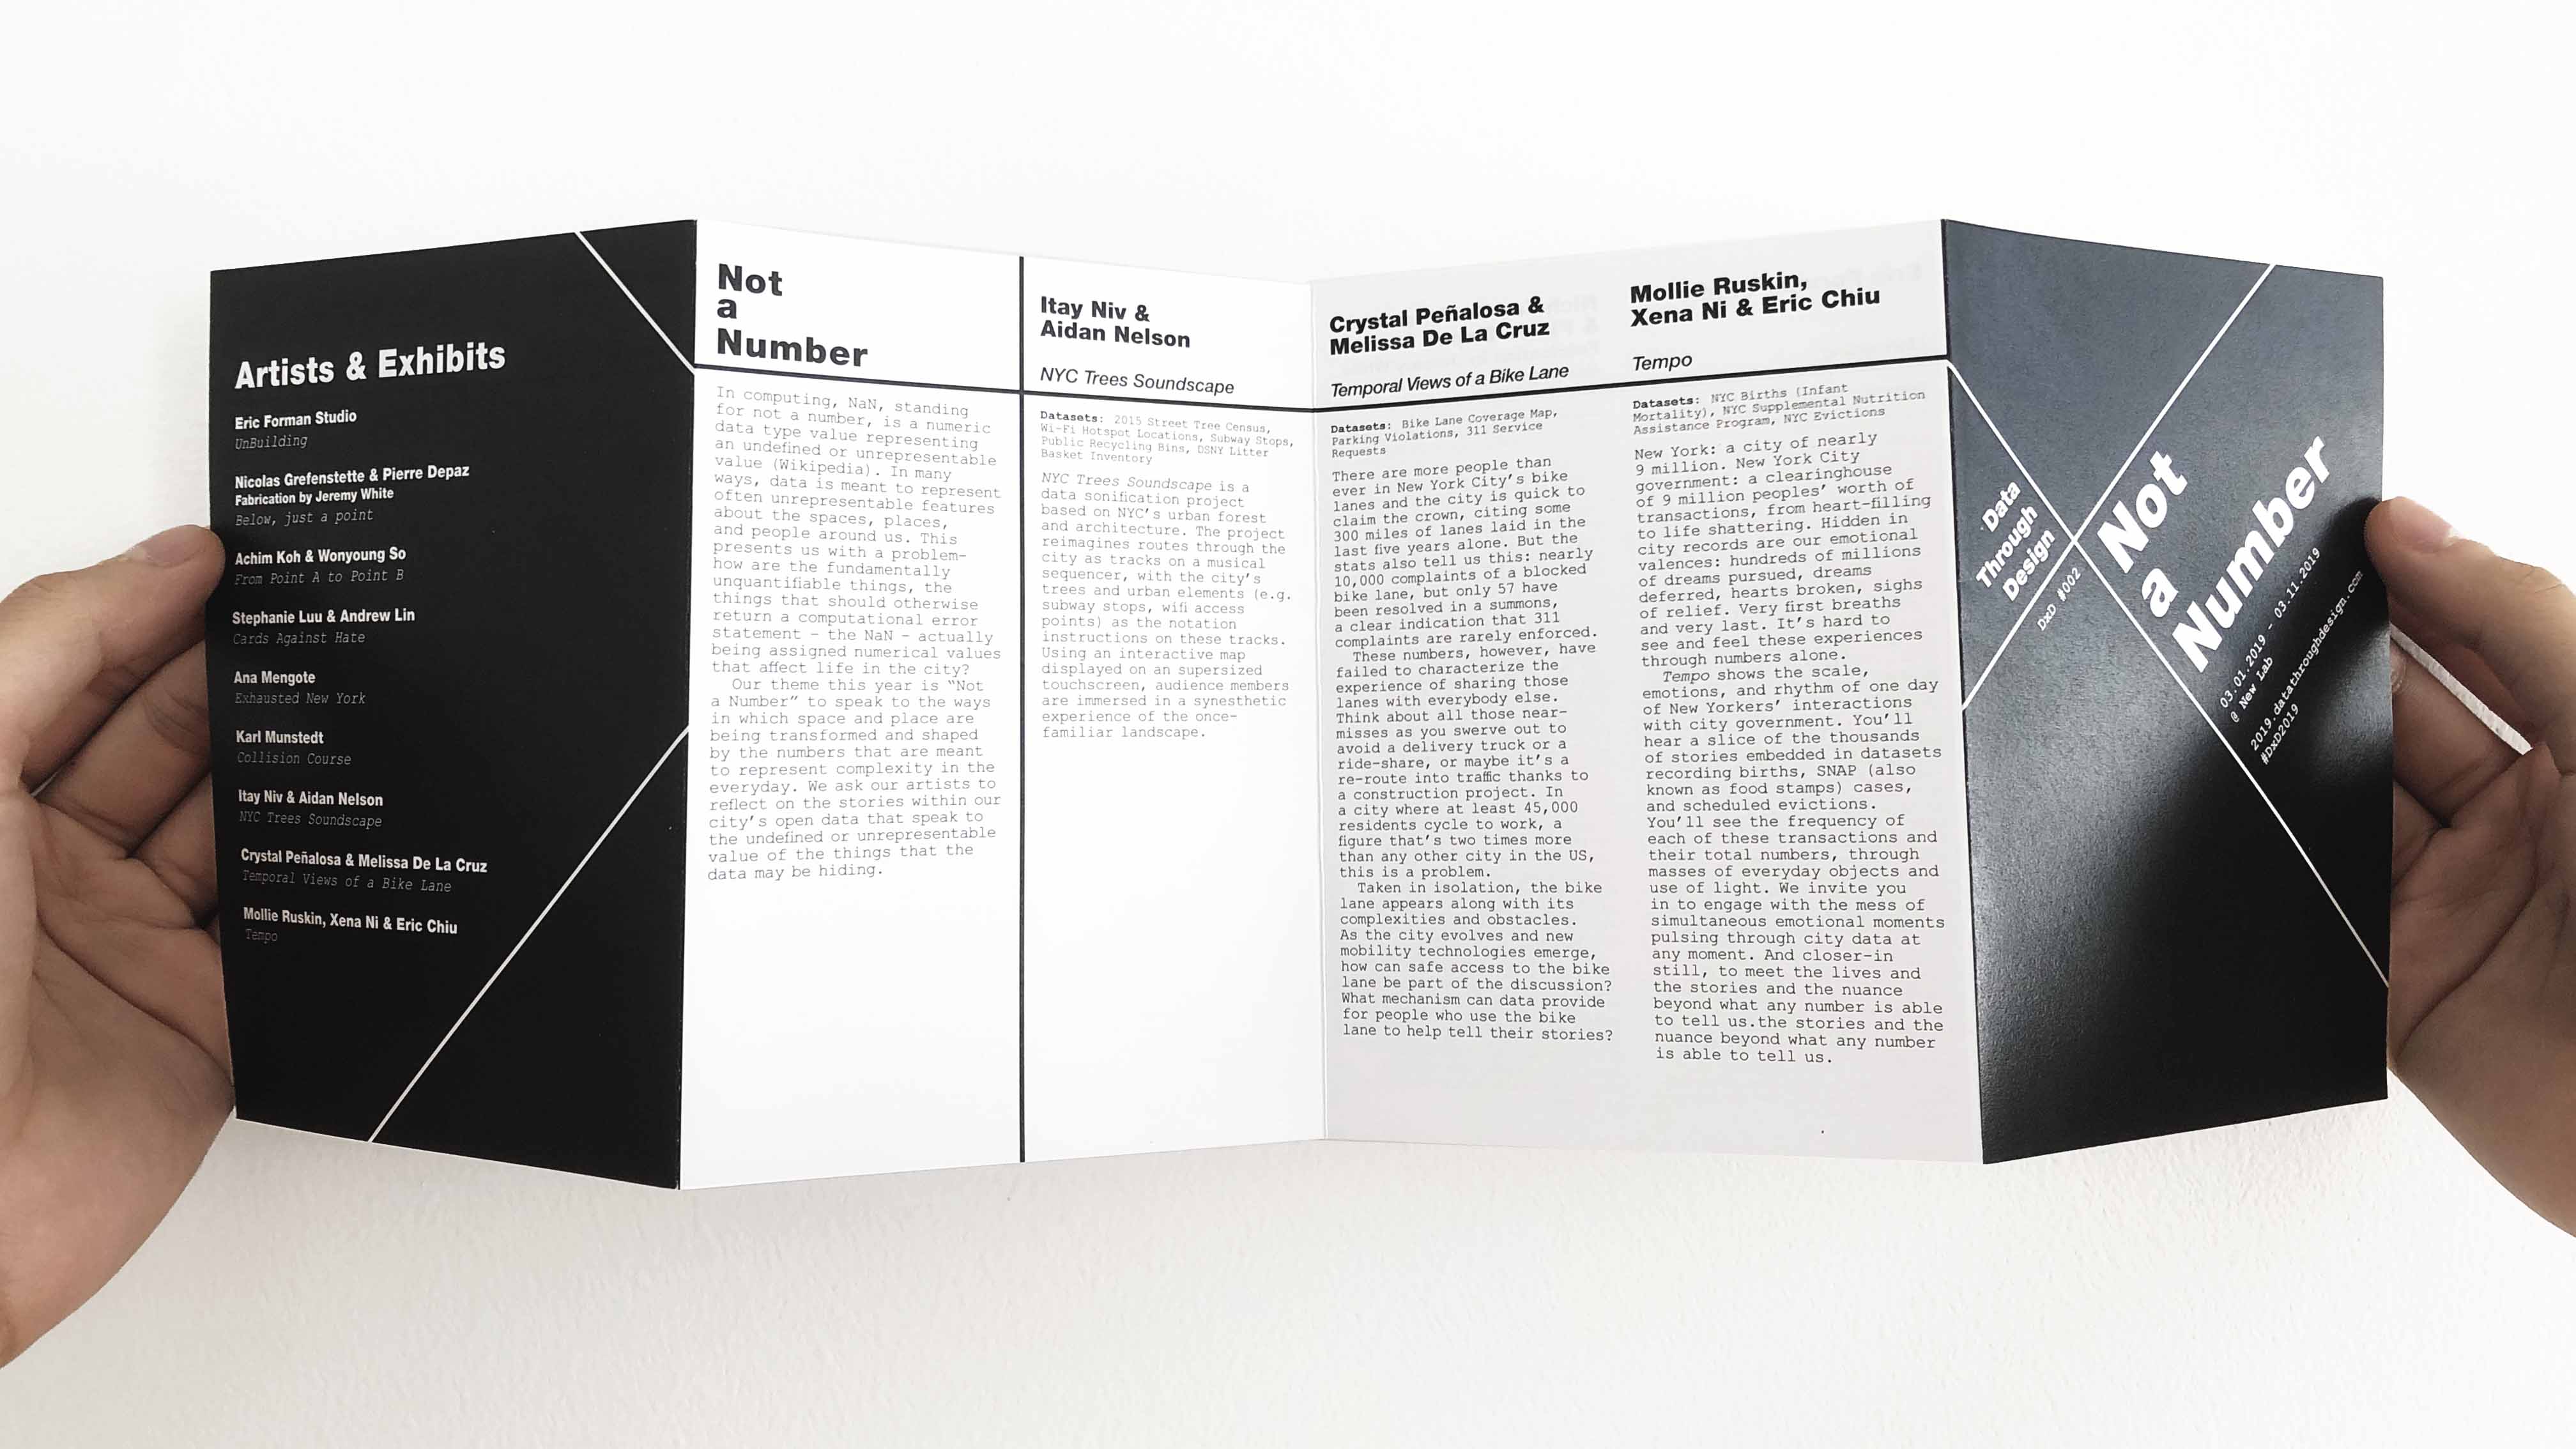 Artists & Exhibits
Eric Forman Studio
UnBuilding
Nicolas Grefenstette & Pierre Depaz
Fabrication by Jeremy White
Below, just a point
Achim Koh & Wonyoung So
From Point A to Point B
Stephanie Luu & Andrew Lin
Cards Against Hate
Ana Mengote
Exhausted New York
Karl Munstedt
Collision Course
Itay Niv & Aidan Nelson
NYC Trees Soundscape
Crystal Peñalosa & Melissa De La Cruz
Temporal Views of a Bike Lane
Mollie Ruskin, Xena Ni & Eric Chiu
Tempo
Not
a
Number
In computing, NaN, standing
for not a number, is a numeric
data type value representing
an undefined or unrepresentable
value (Wikipedia). In many
ways, data is meant to represent
often unrepresentable features
about the spaces, places,
and people around us. This
presents us with a problem–
how are the fundamentally
unquantifiable things, the
things that should otherwise
return a computational error
statement – the NaN – actually
being assigned numerical values
that affect life in the city?
Our theme this year is “Not
a Number” to speak to the ways
in which space and place are
being transformed and shaped
by the numbers that are meant
to represent complexity in the
everyday. We ask our artists to
reflect on the stories within our
city’s open data that speak to
the undefined or unrepresentable
value of the things that the
data may be hiding.
Itay Niv &
Aidan Nelson
NYC Trees Soundscape
Datasets: 2015 Street Tree Census,
Wi-Fi Hotspot Locations, Subway Stops,
Public Recycling Bins, DSNY Litter
Basket Inventory
NYC Trees Soundscape is a
data sonification project
based on NYC’s urban forest
and architecture. The project
reimagines routes through the
city as tracks on a musical
sequencer, with the city’s
trees and urban elements (e.g.
subway stops, wifi access
points) as the notation
instructions on these tracks.
Using an interactive map
displayed on an supersized
touchscreen, audience members
are immersed in a synesthetic
experience of the once-
familiar landscape.
Crystal Peñalosa &
Melissa De La Cruz
Temporal Views of a Bike Lane
Datasets: Bike Lane Coverage Map,
Parking Violations, 311 Service
Requests
There are more people than
ever in New York City’s bike
lanes and the city is quick to
claim the crown, citing some
300 miles of lanes laid in the
last five years alone. But the
stats also tell us this: nearly
10,000 complaints of a blocked
bike lane, but only 57 have
been resolved in a summons,
a clear indication that 311
complaints are rarely enforced.
These numbers, however, have
failed to characterize the
experience of sharing those
lanes with everybody else.
Think about all those near-
misses as you swerve out to
avoid a delivery truck or a
ride-share, or maybe it’s a
re-route into traffic thanks to
a construction project. In
a city where at least 45,000
residents cycle to work, a
figure that’s two times more
than any other city in the US,
this is a problem.
Taken in isolation, the bike
lane appears along with its
complexities and obstacles.
As the city evolves and new
mobility technologies emerge,
how can safe access to the bike
lane be part of the discussion?
What mechanism can data provide
for people who use the bike
lane to help tell their stories?
Mollie Ruskin,
Xena Ni & Eric Chiu
Tempo
Datasets: NYC Births (Infant
Mortality), NYC Supplemental Nutrition
Assistance Program, NYC Evictions
New York: a city of nearly
9 million. New York City
government: a clearinghouse
of 9 million peoples’ worth of
transactions, from heart-filling
to life shattering. Hidden in
city records are our emotional
valences: hundreds of millions
of dreams pursued, dreams
deferred, hearts broken, sighs
of relief. Very first breaths
and very last. It’s hard to
see and feel these experiences
through numbers alone.
Tempo shows the scale,
emotions, and rhythm of one day
of New Yorkers’ interactions
with city government. You’ll
hear a slice of the thousands
of stories embedded in datasets
recording births, SNAP (also
known as food stamps) cases,
and scheduled evictions.
You’ll see the frequency of
each of these transactions and
their total numbers, through
masses of everyday objects and
use of light. We invite you
in to engage with the mess of
simultaneous emotional moments
pulsing through city data at
any moment. And closer-in
still, to meet the lives and
the stories and the nuance
beyond what any number is able
to tell us.the stories and the
nuance beyond what any number
is able to tell us.
Data
Through
Design
DxD #002
Not
a
Number
03.01.2019 – 03.11.2019
@ New Lab
2019.datathroughdesign.com
#DxD2019